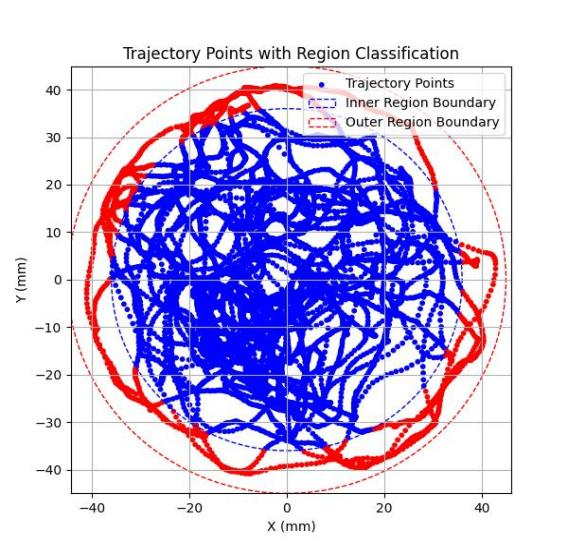 Trajectory Points with Region Classification
Trajectory Points
Inner Region Boundary
Outer Region Boundary
40
30
20
10
0
−10
−20
−30
−40
Y (mm)
−40
−20
0
20
40
X (mm)